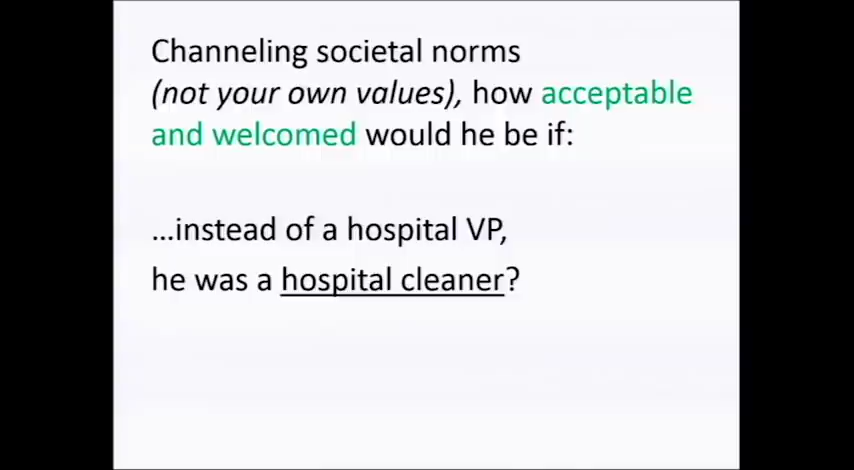 Channeling societal norms
(not your own values), how acceptable
and welcomed would he be if:
...instead of a hospital VP,
he was a hospital cleaner?